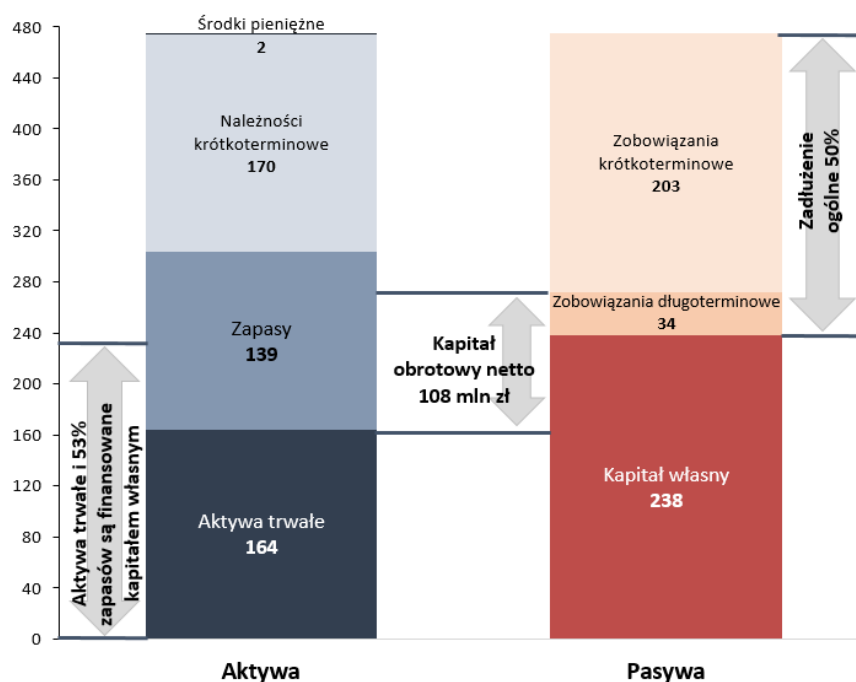 480
440
400
360
320
280
240
200
160
120
80
40
0
Środki pieniężne
2
Należności
krótkoterminowe
170
Zapasy
139
Aktywa trwałe
164
Aktywa trwałe i 53%
zapasów są finansowane
kapitałem własnym
Kapitał
obrotowy netto
108 mln zł
Zobowiązania
krótkoterminowe
203
Zobowiązania długoterminowe
34
Kapitał własny
238
Zadłużenie
ogólne 50%
Aktywa
Pasywa